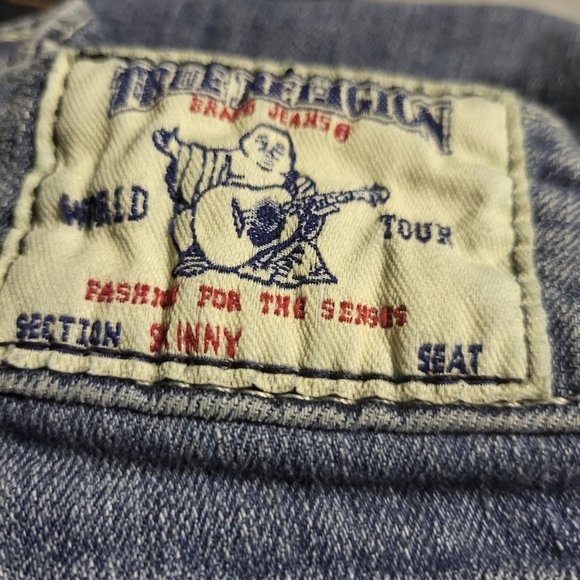 TRUE RELIGION
BRAND JEANS®
WORLD TOUR
FASHION FOR THE SENSES
SECTION SKINNY SEAT